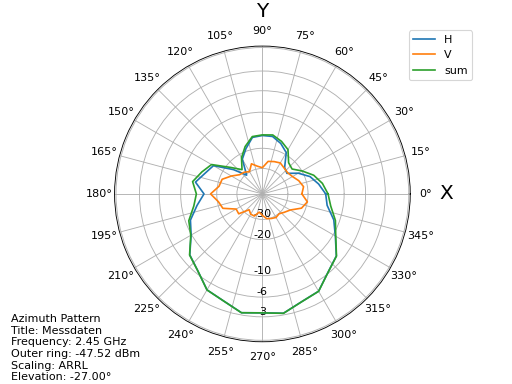 Y
90°
105°
75°
120°
60°
135°
45°
150°
30°
165°
15°
180°
0°
X
195°
345°
210°
330°
225°
315°
240°
300°
255°
285°
270°
-30
-20
-10
-6
-3
H
V
sum
Azimuth Pattern
Title: Messdaten
Frequency: 2.45 GHz
Outer ring: -47.52 dBm
Scaling: ARRL
Elevation: -27.00°